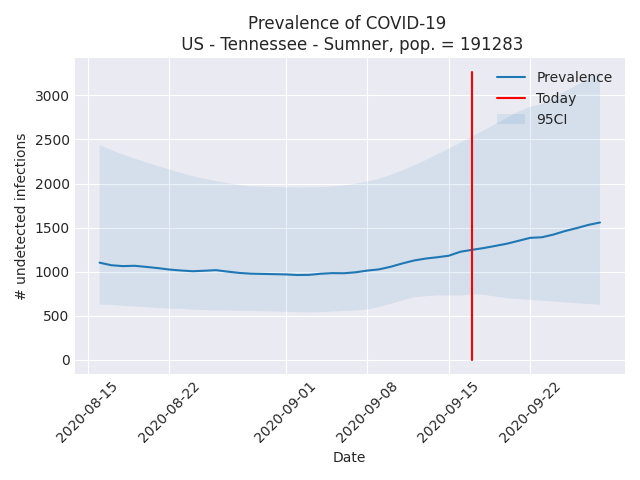 Prevalence of COVID-19
US - Tennessee - Sumner, pop. = 191283
# undetected infections
3000
2500
2000
1500
1000
500
0
Prevalence
Today
95CI
2020-08-15
2020-08-22
2020-09-01
2020-09-08
2020-09-15
2020-09-22
Date